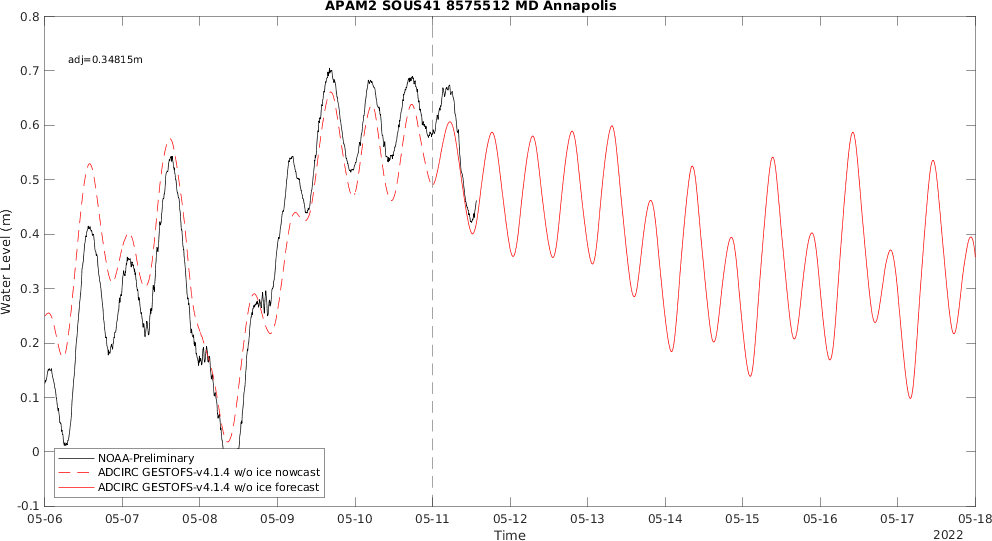 APAM2 SOUS41 8575512 MD Annapolis
0.8
adj=0.34815m
0.7
0.6
0.5
0.4
0.3
0.2
0.1
0
-0.1
Water Level (m)
NOAA-Preliminary
ADCIRC GESTOFS-v4.1.4 w/o ice nowcast
ADCIRC GESTOFS-v4.1.4 w/o ice forecast
05-06 05-07 05-08 05-09 05-10 05-11 05-12 05-13 05-14 05-15 05-16 05-17 05-18
Time
2022